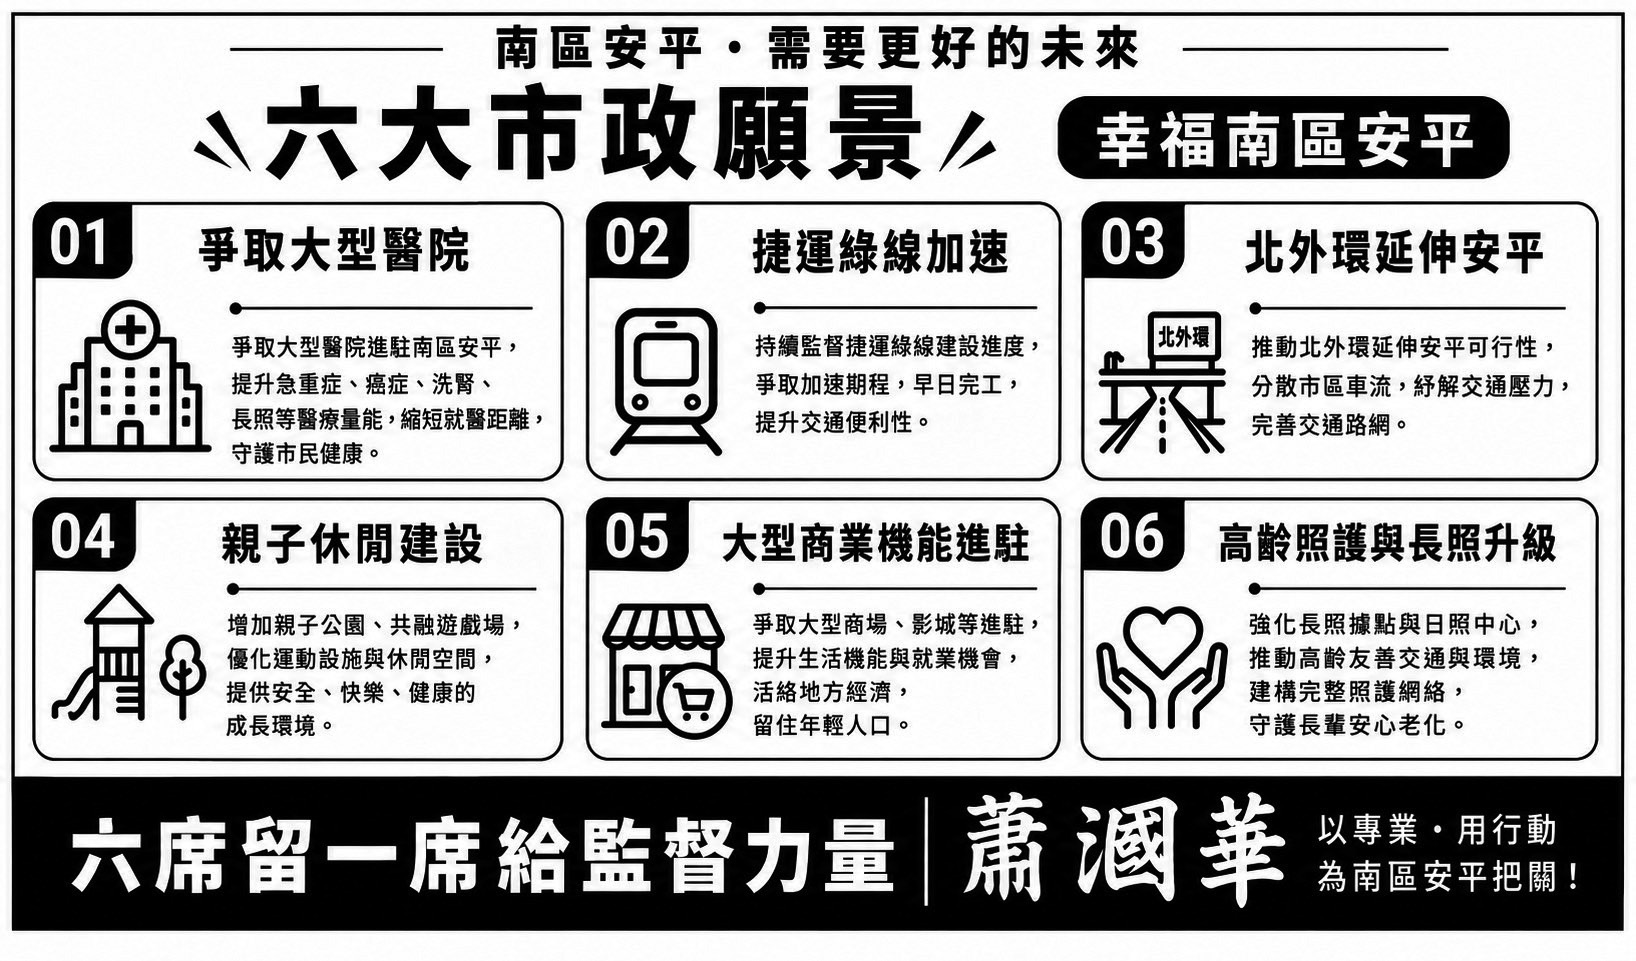 南區安平・需要更好的未來
六大市政願景
幸福南區安平
01
爭取大型醫院
爭取大型醫院進駐南區安平，
提升急重症、癌症、洗腎、
長照等醫療量能，縮短就醫距離，
守護市民健康。
02
捷運綠線加速
持續監督捷運綠線建設進度，
爭取加速期程，早日完工，
提升交通便利性。
03
北外環延伸安平
北外環
推動北外環延伸安平可行性，
分散市區車流，紓解交通壓力，
完善交通路網。
04
親子休閒建設
增加親子公園、共融遊戲場，
優化運動設施與休閒空間，
提供安全、快樂、健康的
成長環境。
05
大型商業機能進駐
爭取大型商場、影城等進駐，
提升生活機能與就業機會，
活絡地方經濟，
留住年輕人口。
06
高齡照護與長照升級
強化長照據點與日照中心，
推動高齡友善交通與環境，
建構完整照護網絡，
守護長輩安心老化。
六席留一席給監督力量
蕭漍華
以專業・用行動
為南區安平把關！